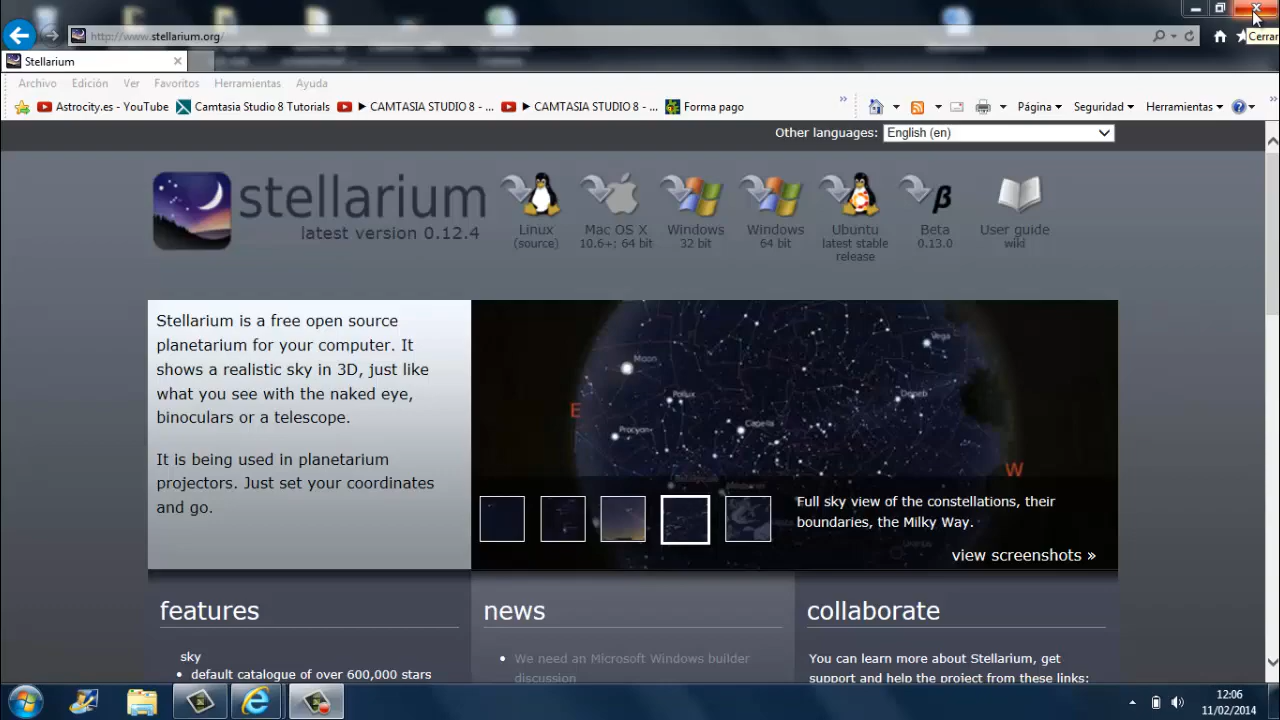 http://www.stellarium.org/
Cerrar
Stellarium
Archivo Edición Ver Favoritos Herramientas Ayuda
Astrocity.es - YouTube Camtasia Studio 8 Tutorials ► CAMTASIA STUDIO 8 - ... ► CAMTASIA STUDIO 8 - ... Forma pago » Página Seguridad Herramientas »
Other languages: English (en)
stellarium
latest version 0.12.4
Linux
(source)
Mac OS X
10.6+; 64 bit
Windows
32 bit
Windows
64 bit
Ubuntu
latest stable
release
β
Beta
0.13.0
User guide
wiki
Stellarium is a free open source
planetarium for your computer. It
shows a realistic sky in 3D, just like
what you see with the naked eye,
binoculars or a telescope.
It is being used in planetarium
projectors. Just set your coordinates
and go.
Vega
Moon
Pollux
Deneb
E
Procyon
Capella
W
Full sky view of the constellations, their
boundaries, the Milky Way.
view screenshots »
features
sky
default catalogue of over 600,000 stars
news
We need an Microsoft Windows builder
discussion
collaborate
You can learn more about Stellarium, get
support and help the project from these links:
12:06
11/02/2014